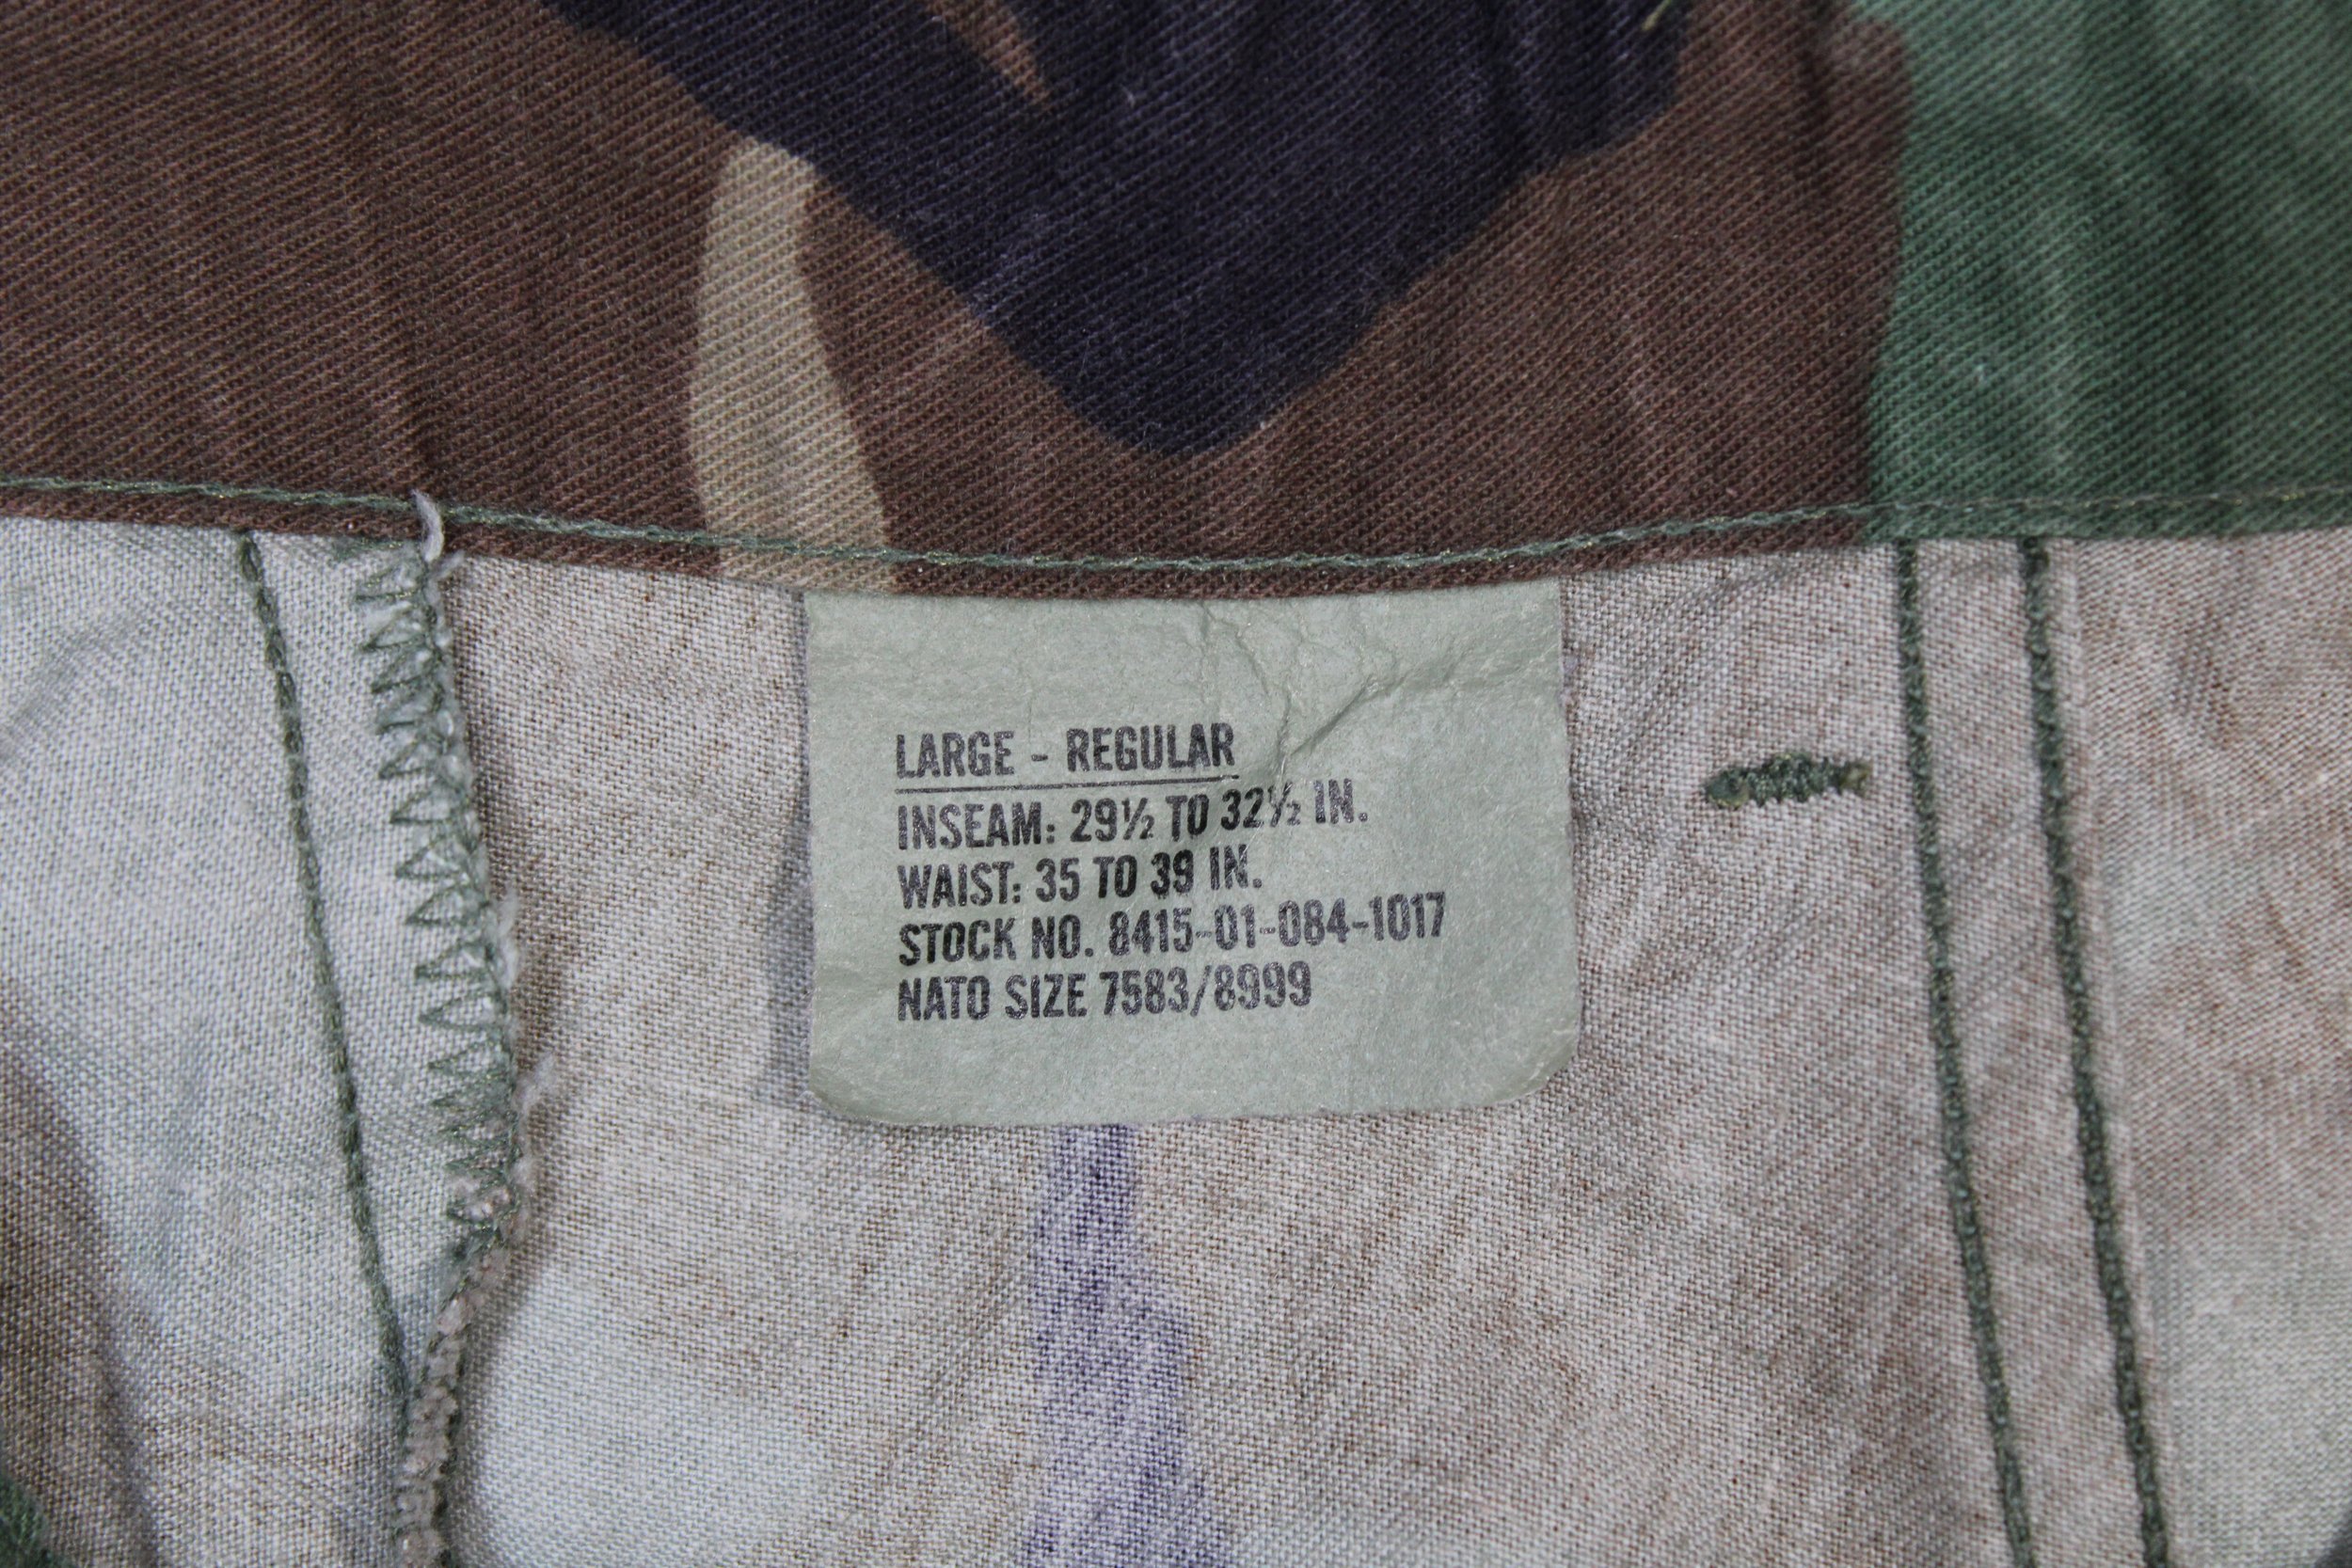 LARGE - REGULAR
INSEAM: 29½ TO 32½ IN.
WAIST: 35 TO 39 IN.
STOCK NO. 8415-01-084-1017
NATO SIZE 7583/8999